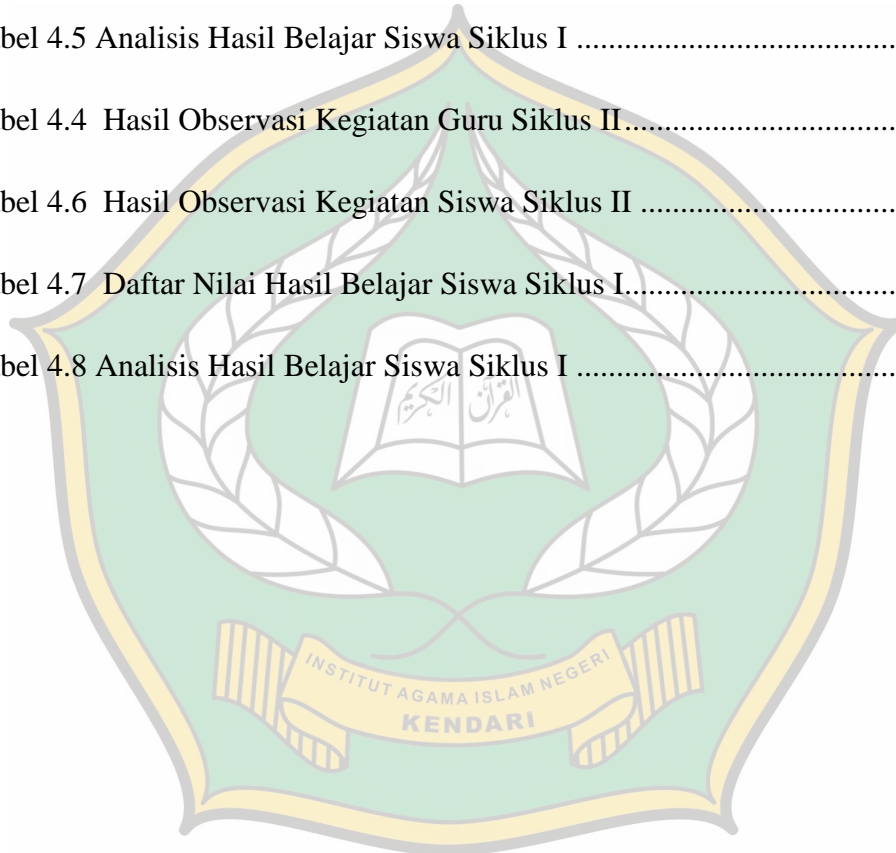 bel 4.5 Analisis Hasil Belajar Siswa Siklus I ................................................
bel 4.4 Hasil Observasi Kegiatan Guru Siklus II.........................................
bel 4.6 Hasil Observasi Kegiatan Siswa Siklus II .......................................
bel 4.7 Daftar Nilai Hasil Belajar Siswa Siklus I.........................................
bel 4.8 Analisis Hasil Belajar Siswa Siklus I ................................................
القرآن الكريم
INSTITUT AGAMA ISLAM NEGERI
KENDARI